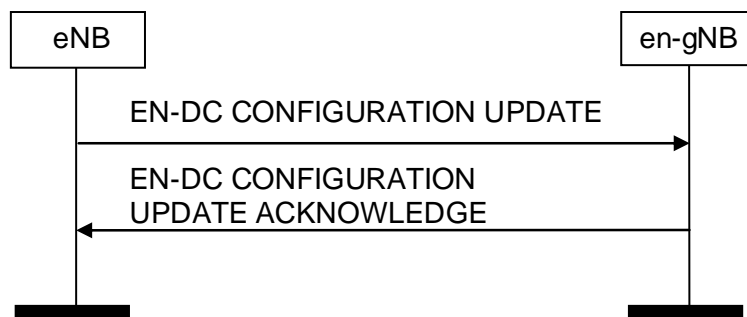 eNB
en-gNB
EN-DC CONFIGURATION UPDATE
EN-DC CONFIGURATION
UPDATE ACKNOWLEDGE